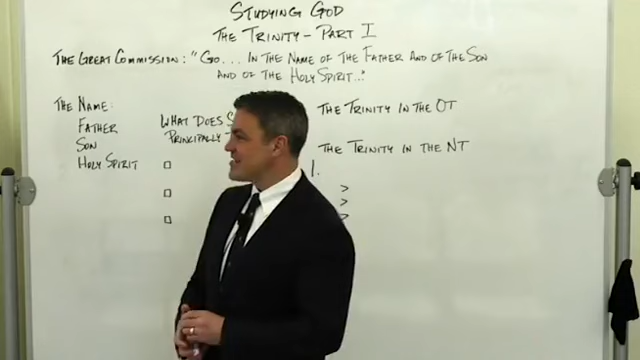 STUDYING GOD
THE TRINITY - PART I
THE GREAT COMMISSION: "GO... IN THE NAME OF THE FATHER AND OF THE SON
AND OF THE HOLY SPIRIT..."
THE NAME:
FATHER
SON
HOLY SPIRIT
WHAT DOES
PRINCIPALLY
THE TRINITY IN THE OT
THE TRINITY IN THE NT
1.
>
>
>